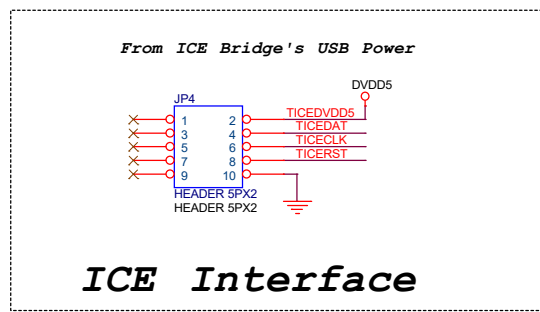 From ICE Bridge's USB Power
DVDD5
JP4
1 2 TICEDVDD5
3 4 TICEDAT
5 6 TICECLK
7 8 TICERST
9 10
HEADER 5PX2
HEADER 5PX2
ICE Interface